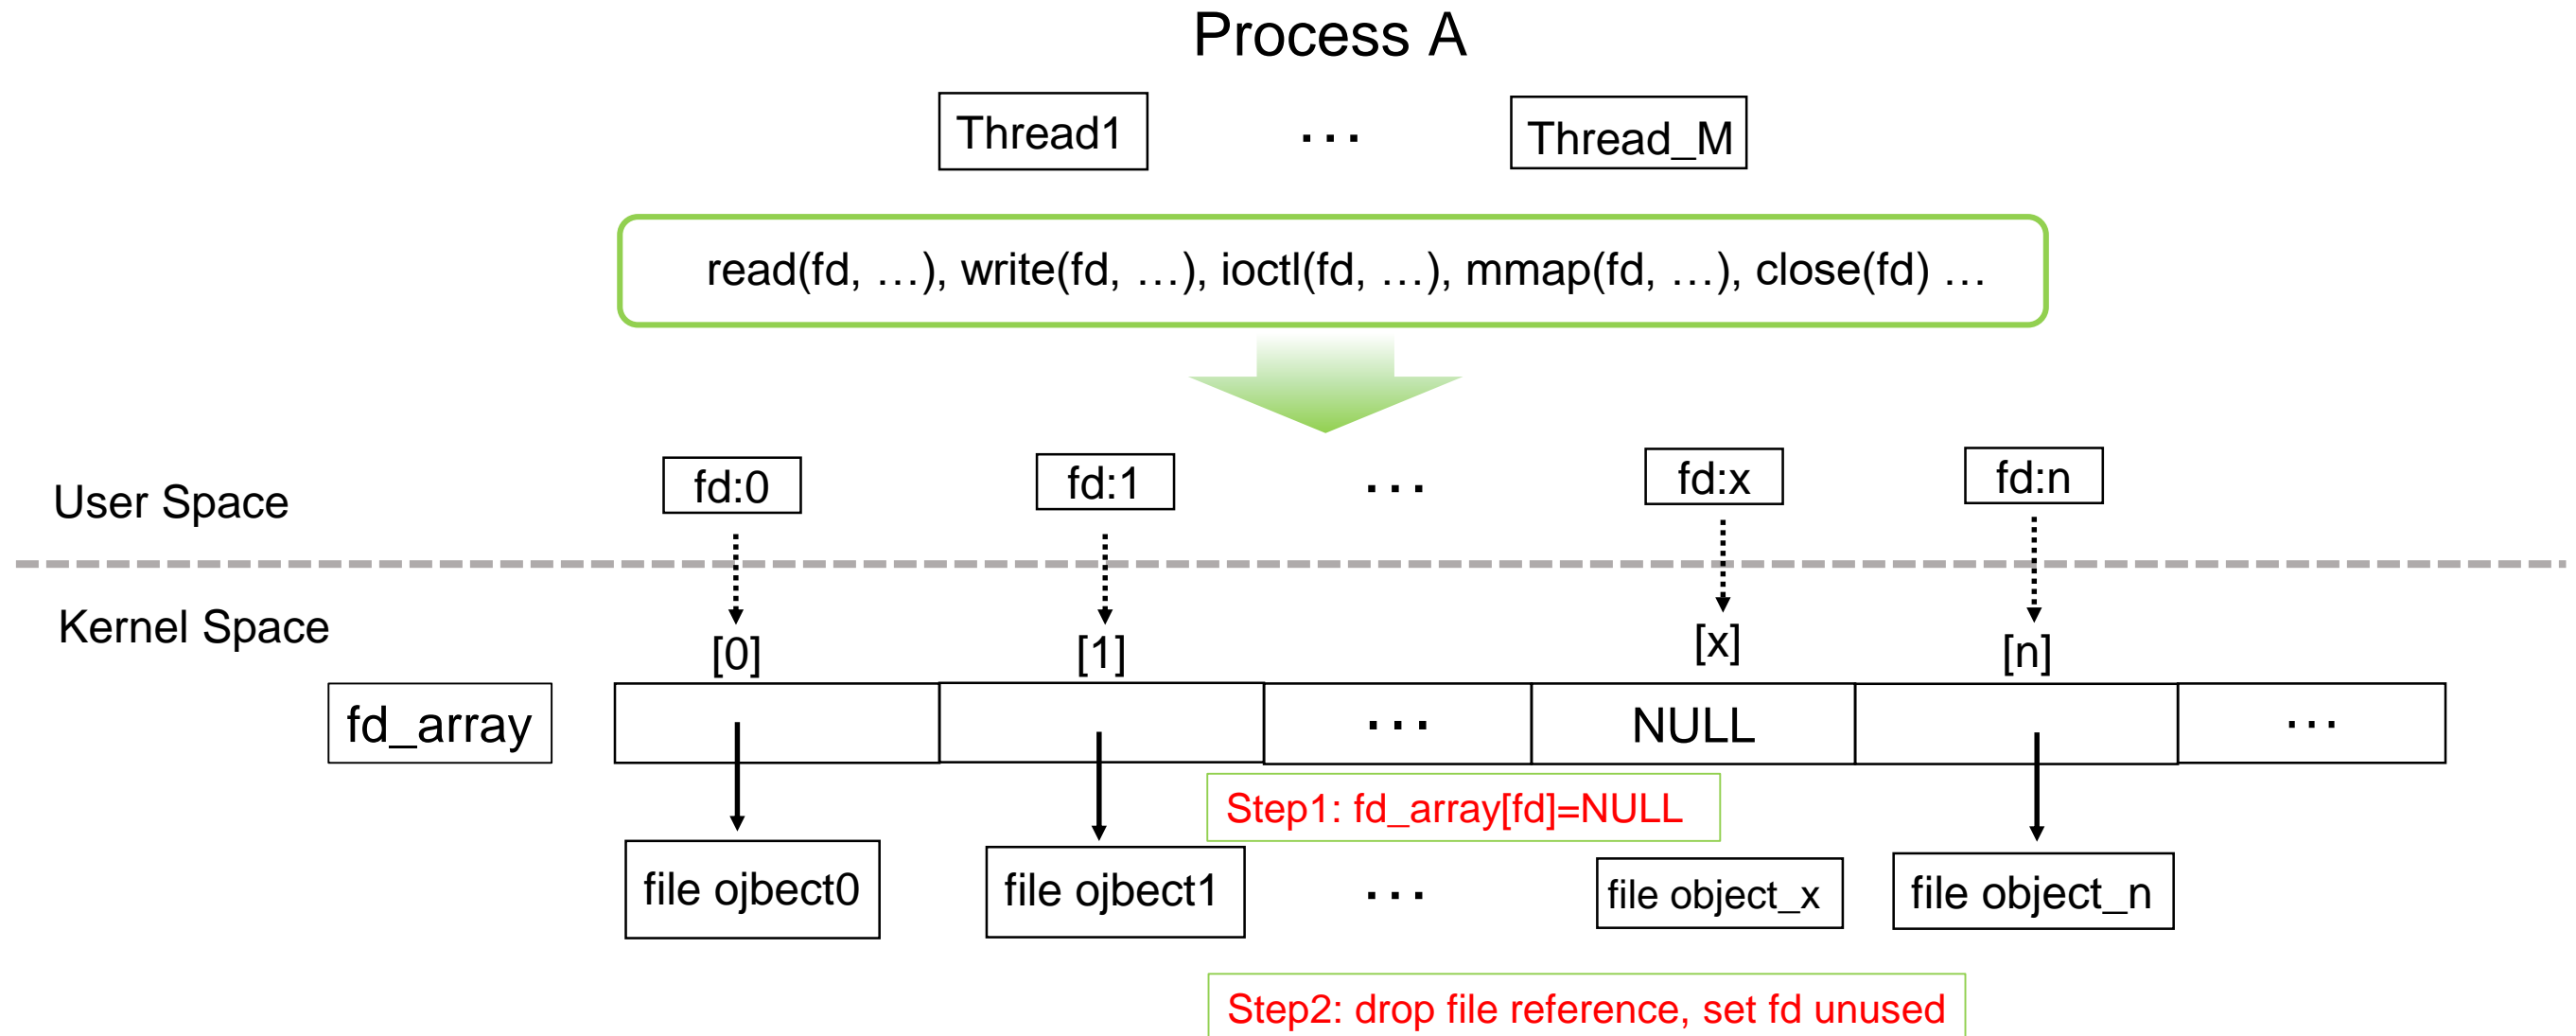 Process A
Thread1 ... Thread_M
read(fd, …), write(fd, …), ioctl(fd, …), mmap(fd, …), close(fd) …
fd:0 fd:1 ... fd:x fd:n
User Space
Kernel Space
[0] [1] [x] [n]
fd_array ... NULL ...
Step1: fd_array[fd]=NULL
file ojbect0 file ojbect1 ... file object_x file object_n
Step2: drop file reference, set fd unused